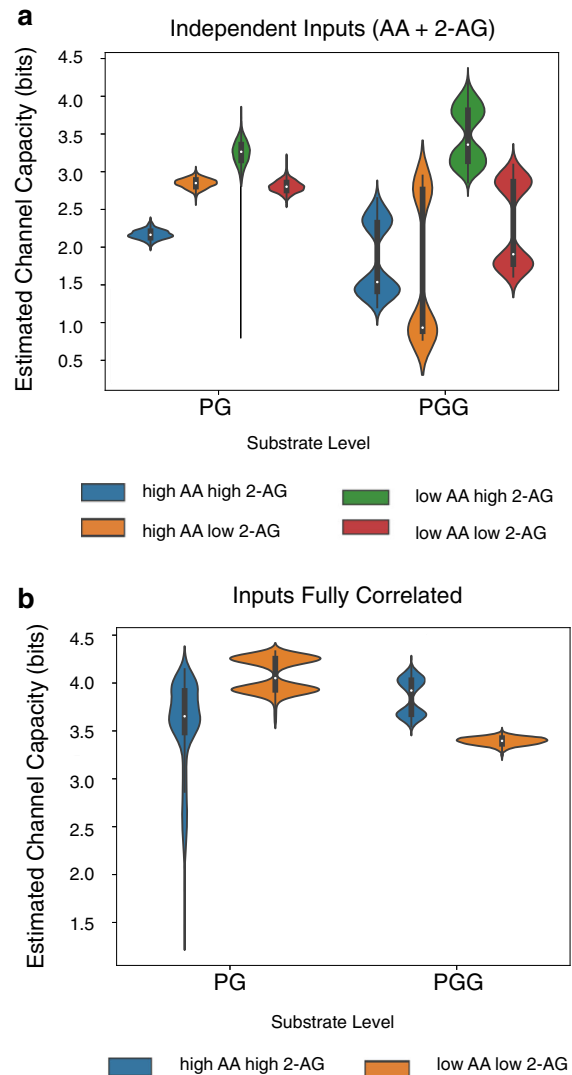 a
Independent Inputs (AA + 2-AG)
Estimated Channel Capacity (bits)
4.5
4.0
3.5
3.0
2.5
2.0
1.5
1.0
0.5
PG
PGG
Substrate Level
high AA high 2-AG
low AA high 2-AG
high AA low 2-AG
low AA low 2-AG
b
Inputs Fully Correlated
Estimated Channel Capacity (bits)
4.5
4.0
3.5
3.0
2.5
2.0
1.5
PG
PGG
Substrate Level
high AA high 2-AG
low AA low 2-AG